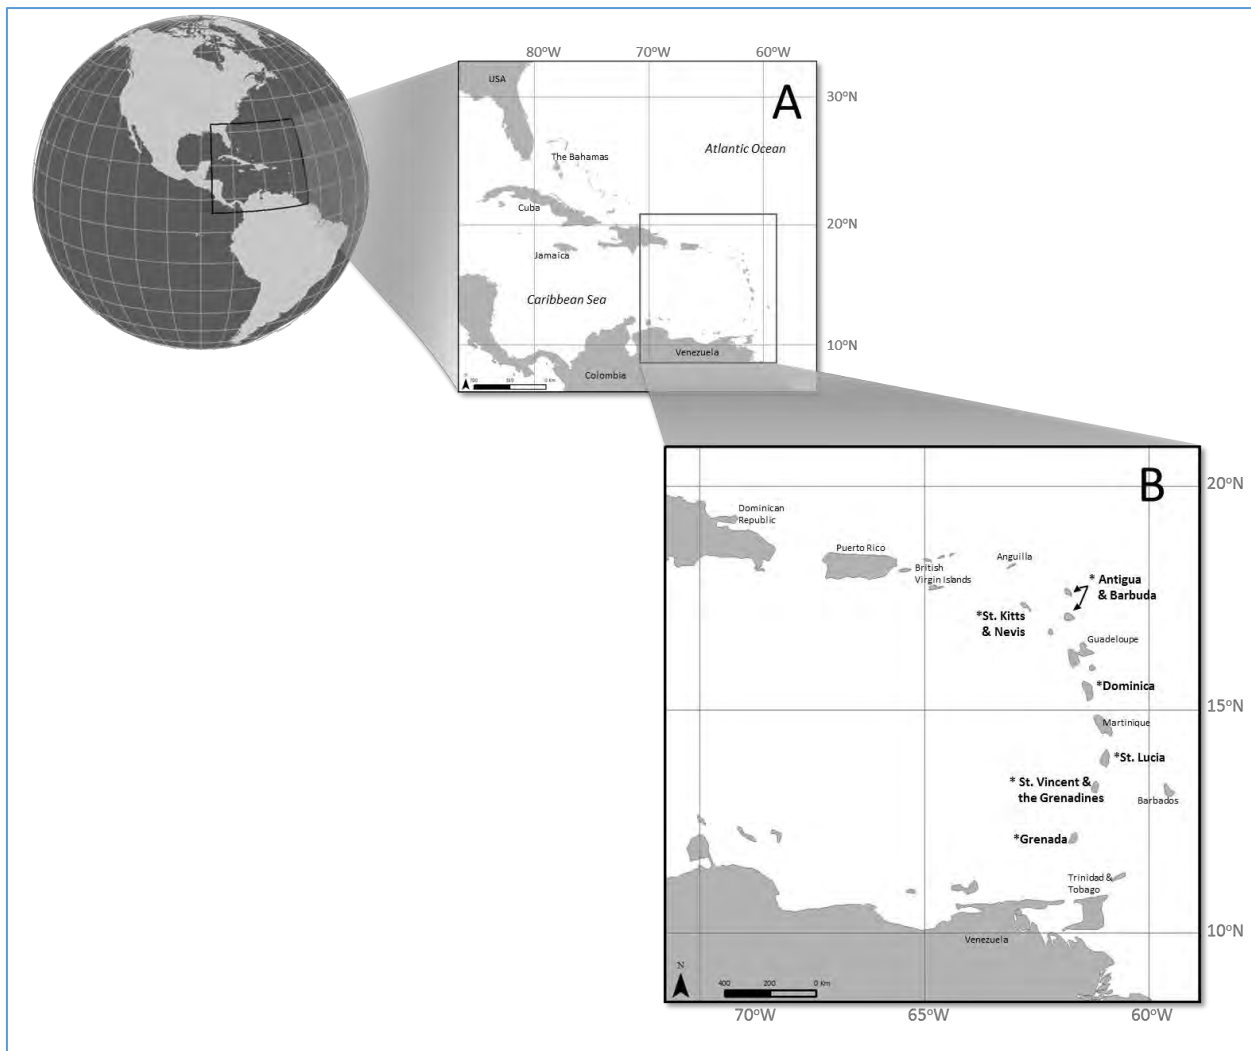 80°W 70°W 60°W
USA
A
30°N
The Bahamas
Atlantic Ocean
Cuba
20°N
Jamaica
Caribbean Sea
10°N
Venezuela
Colombia
0 Km
B
20°N
Dominican
Republic
Puerto Rico
British
Virgin Islands
Anguilla
* Antigua
& Barbuda
*St. Kitts
& Nevis
Guadeloupe
*Dominica
15°N
Martinique
*St. Lucia
* St. Vincent &
the Grenadines
Barbados
*Grenada
Trinidad &
Tobago
10°N
Venezuela
N
400 200 0 Km
70°W 65°W 60°W